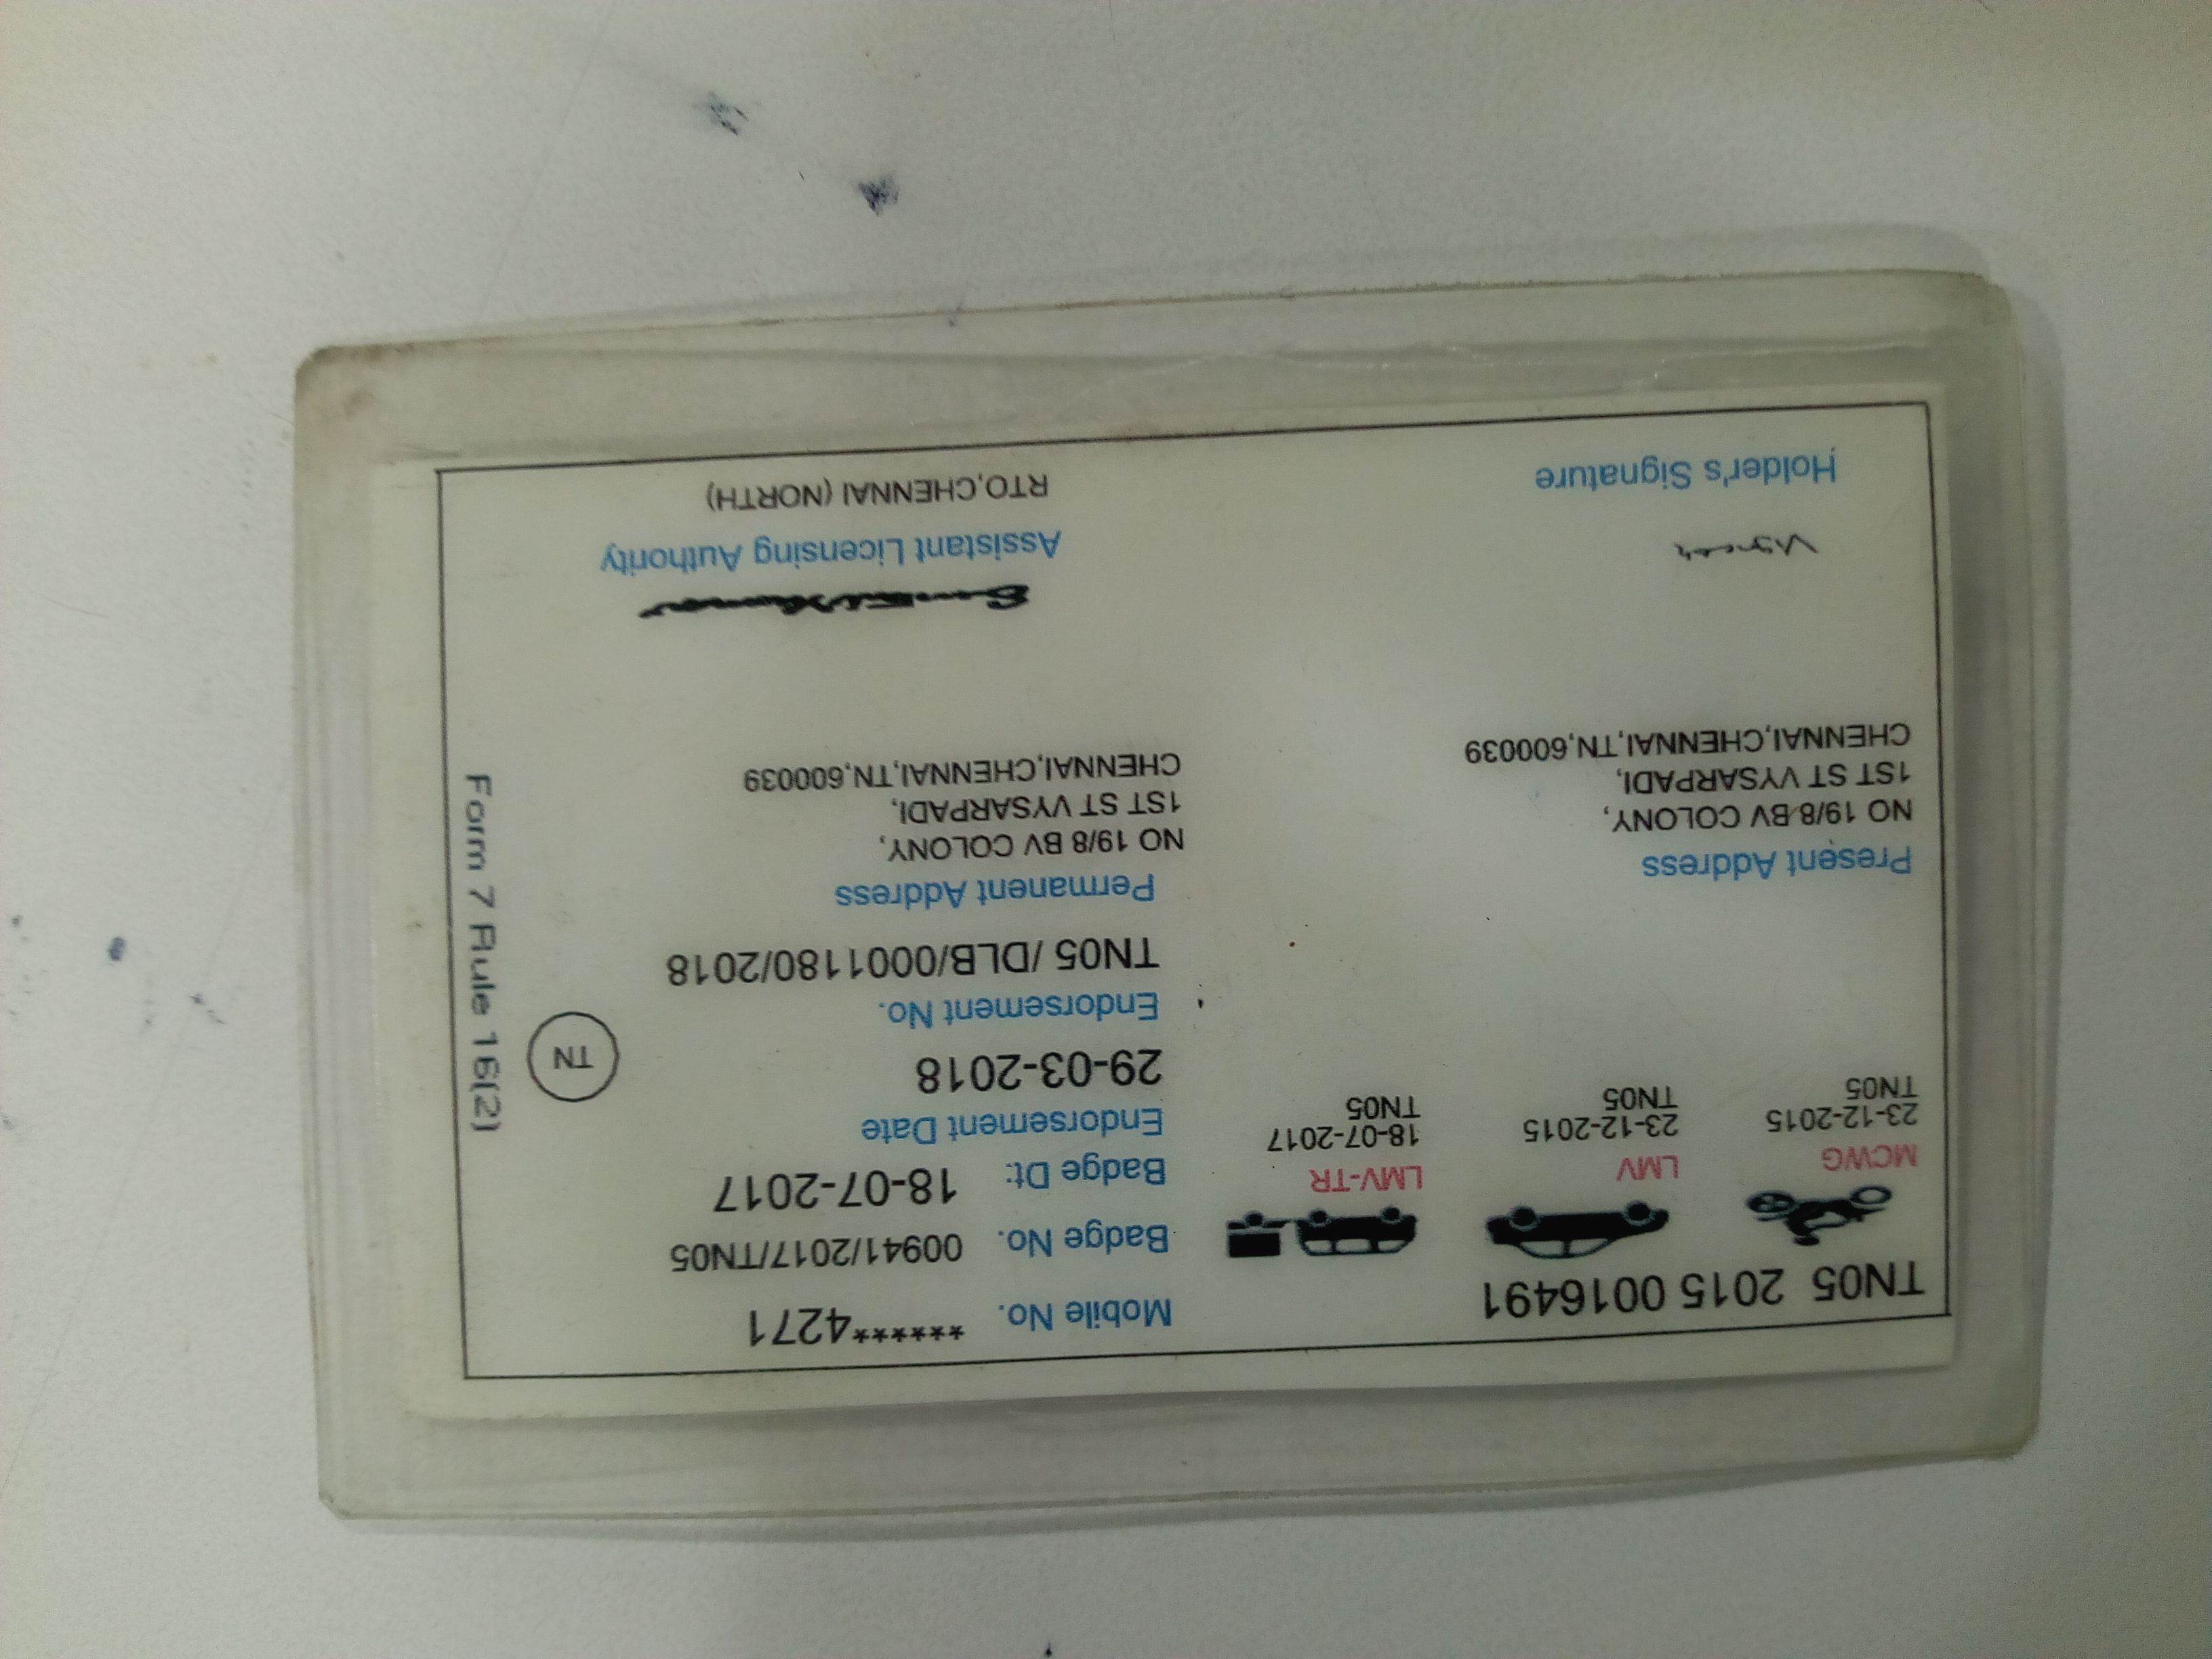 TN05 2015 0016491
MCWG
23-12-2015
TN05
LMV
23-12-2015
TN05
LMV-TR
18-07-2017
TN05
Mobile No. ******4271
Badge No. 00941/2017/TN05
Badge Dt: 18-07-2017
Endorsement Date
29-03-2018
Endorsement No.
TN05 /DLB/0001180/2018
TN
Form 7 Rule 16(2)
Present Address
NO 19/8 BV COLONY,
1ST ST VYSARPADI,
CHENNAI,CHENNAI,TN,600039
Permanent Address
NO 19/8 BV COLONY,
1ST ST VYSARPADI,
CHENNAI,CHENNAI,TN,600039
Holder's Signature
Assistant Licensing Authority
RTO,CHENNAI (NORTH)